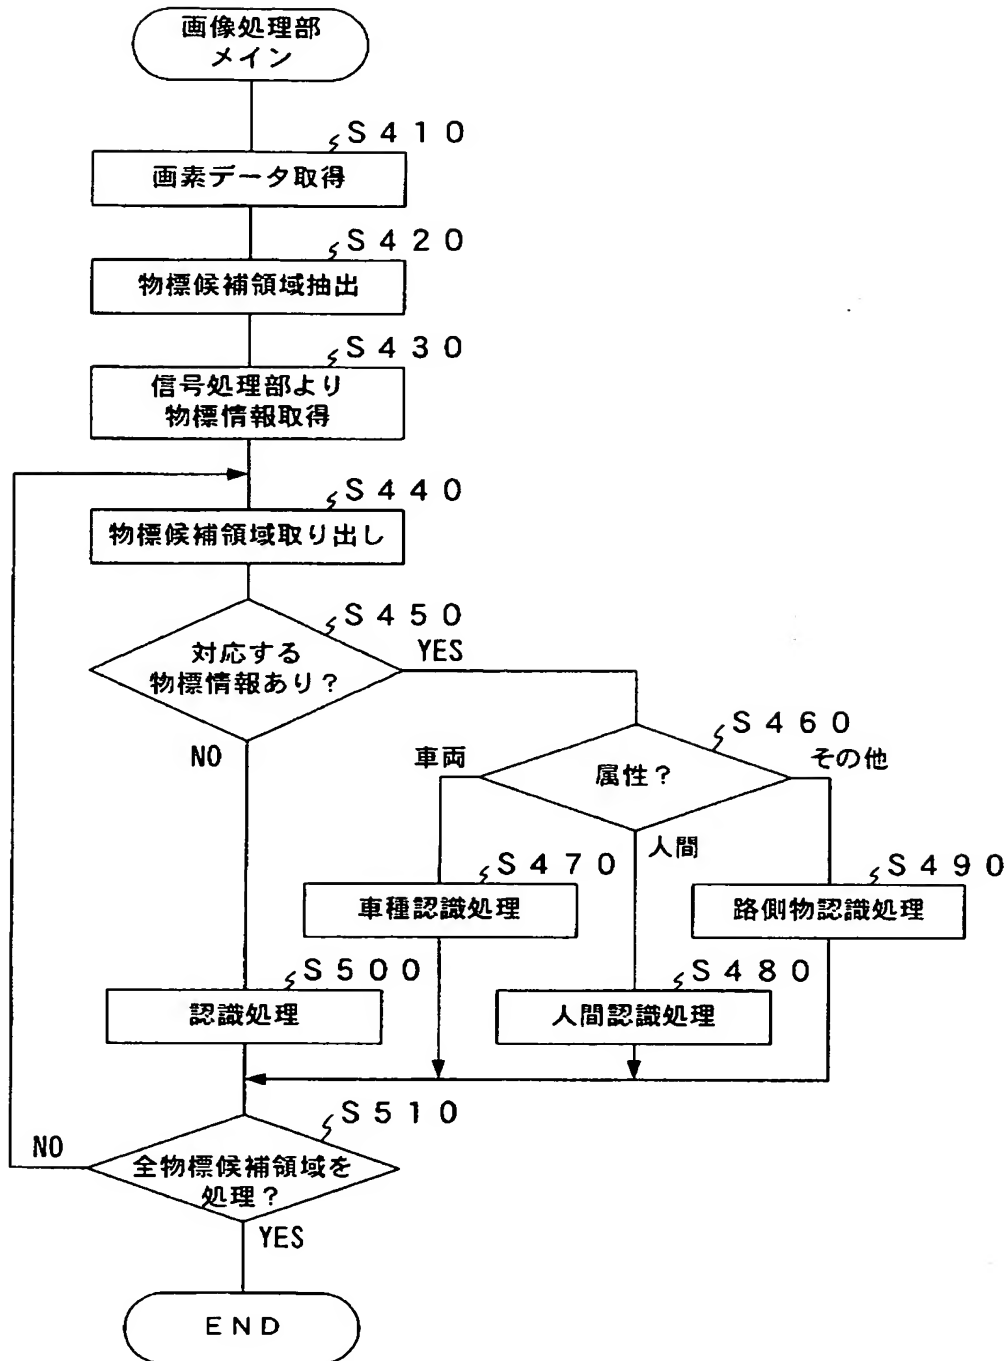 画像処理部
メイン
S410
画素データ取得
S420
物標候補領域抽出
S430
信号処理部より
物標情報取得
S440
物標候補領域取り出し
S450
対応する
物標情報あり？
YES
NO
S460
車両
属性？
その他
人間
S470
車種認識処理
S490
路側物認識処理
S500
認識処理
S480
人間認識処理
S510
NO
全物標候補領域を
処理？
YES
END